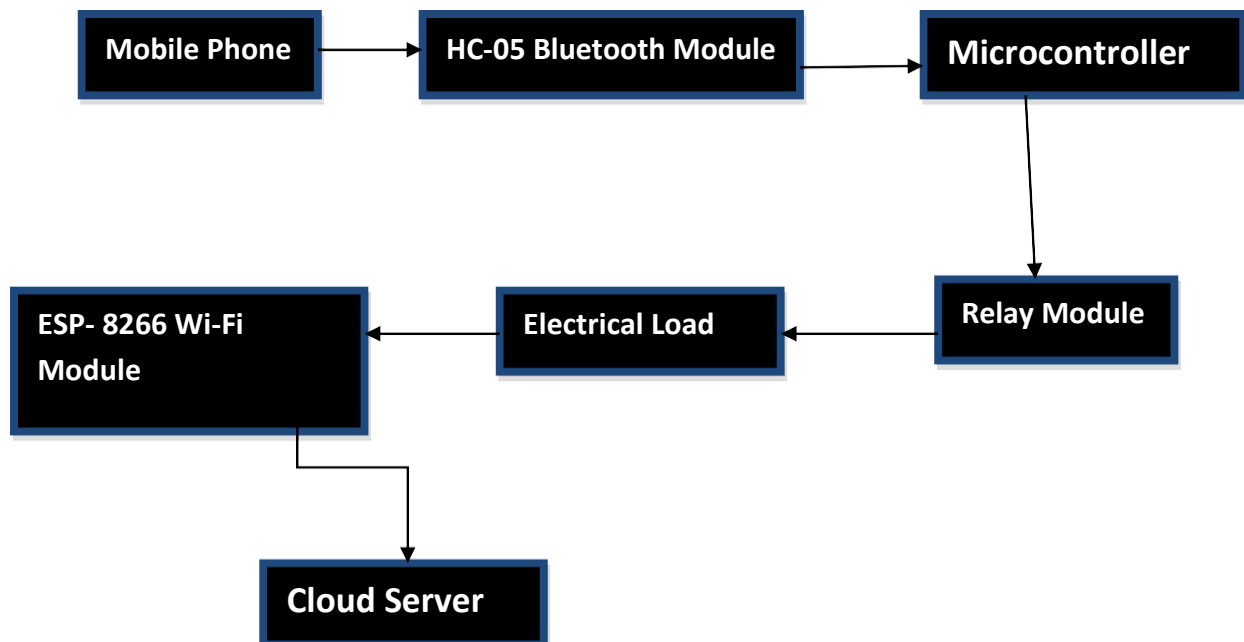 Mobile Phone
HC-05 Bluetooth Module
Microcontroller
Relay Module
Electrical Load
ESP- 8266 Wi-Fi
Module
Cloud Server